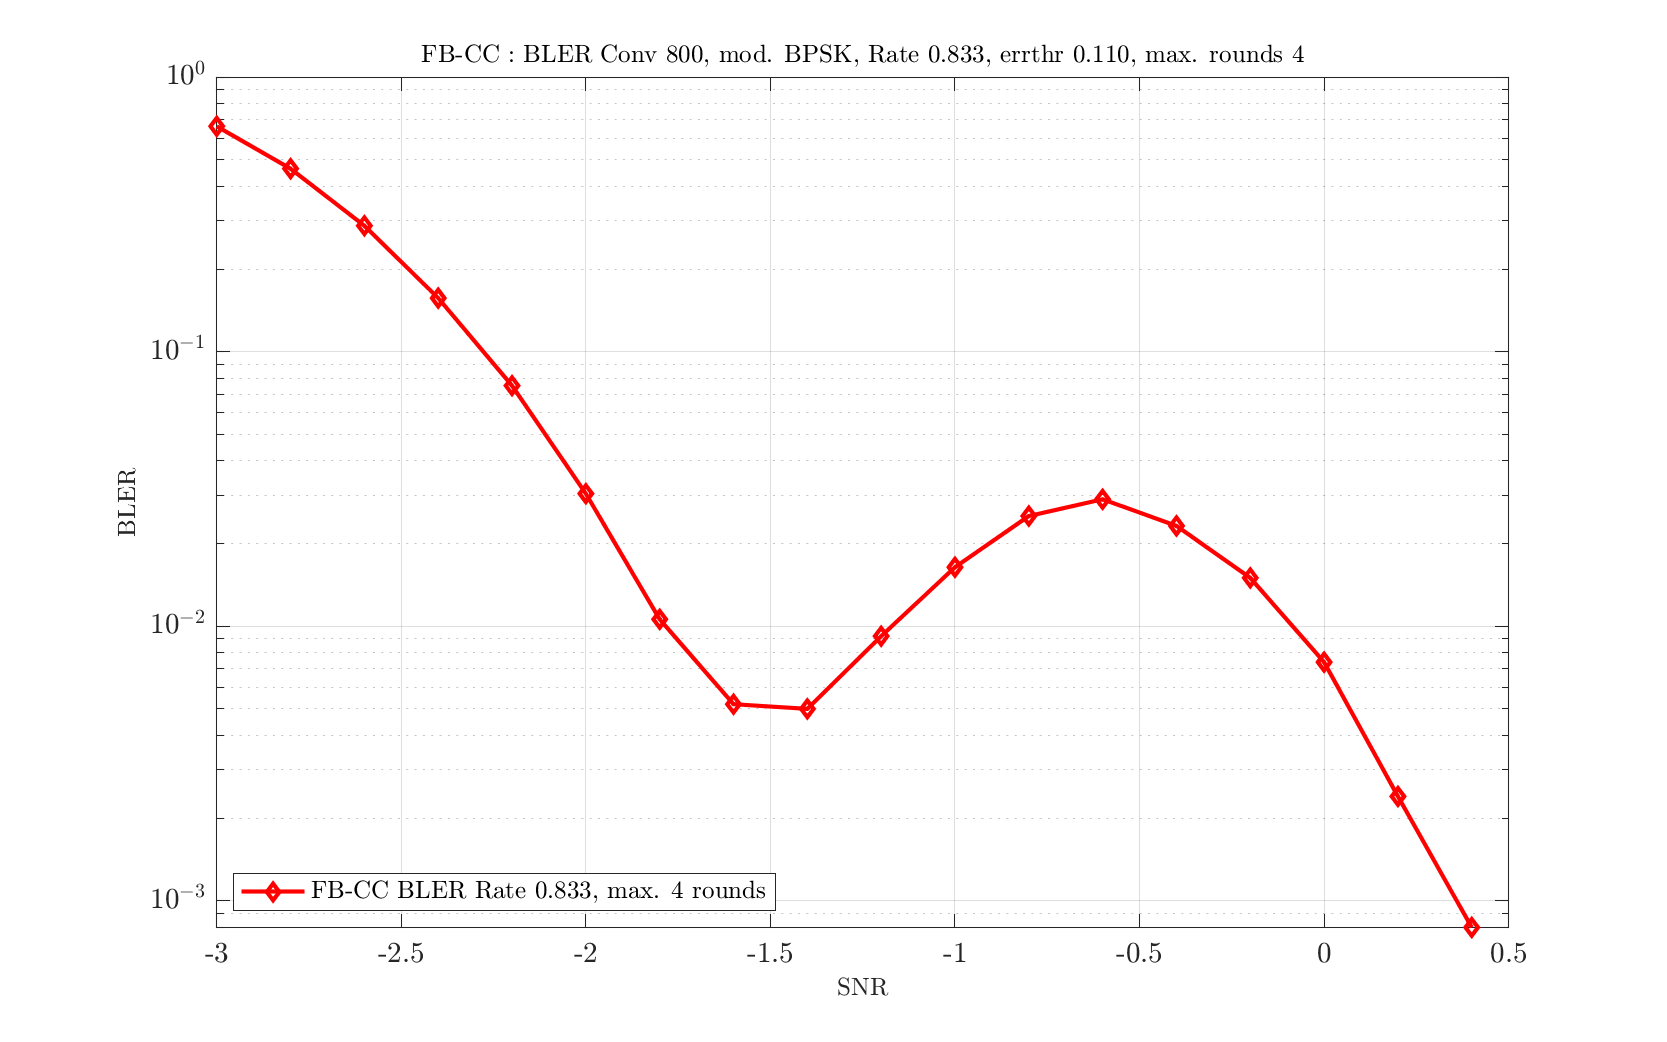 FB-CC : BLER Conv 800, mod. BPSK, Rate 0.833, errthr 0.110, max. rounds 4
10^0
10^-1
10^-2
10^-3
BLER
FB-CC BLER Rate 0.833, max. 4 rounds
-3 -2.5 -2 -1.5 -1 -0.5 0 0.5
SNR